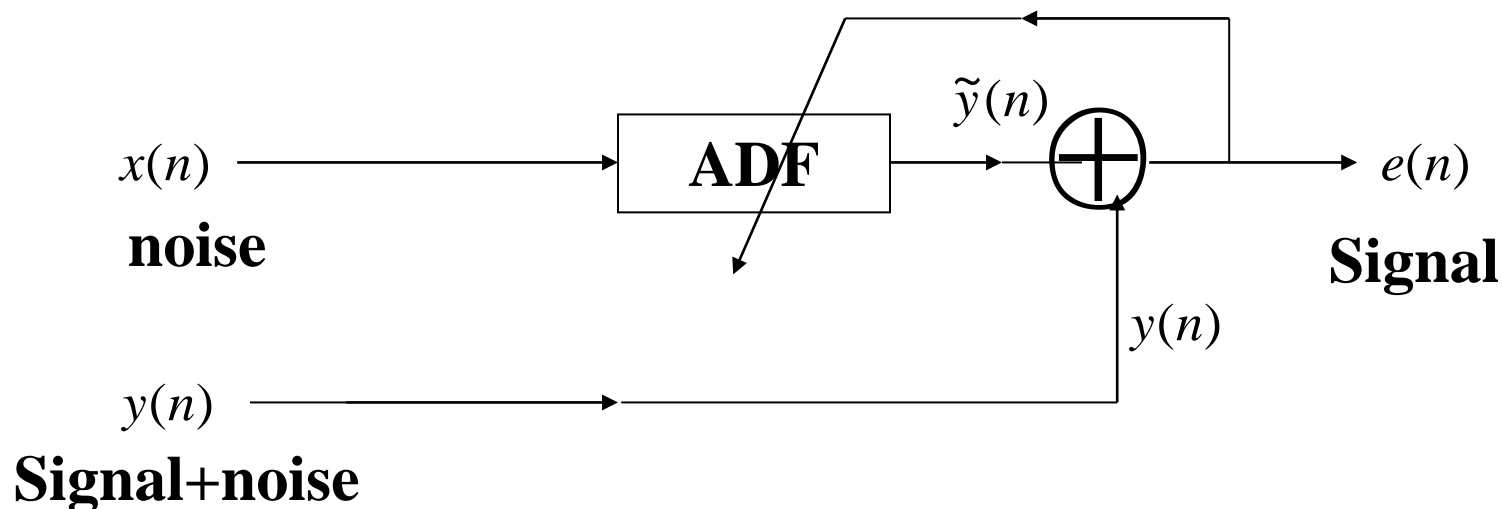 ỹ(n)
x(n)
ADF
e(n)
noise
Signal
y(n)
y(n)
Signal+noise